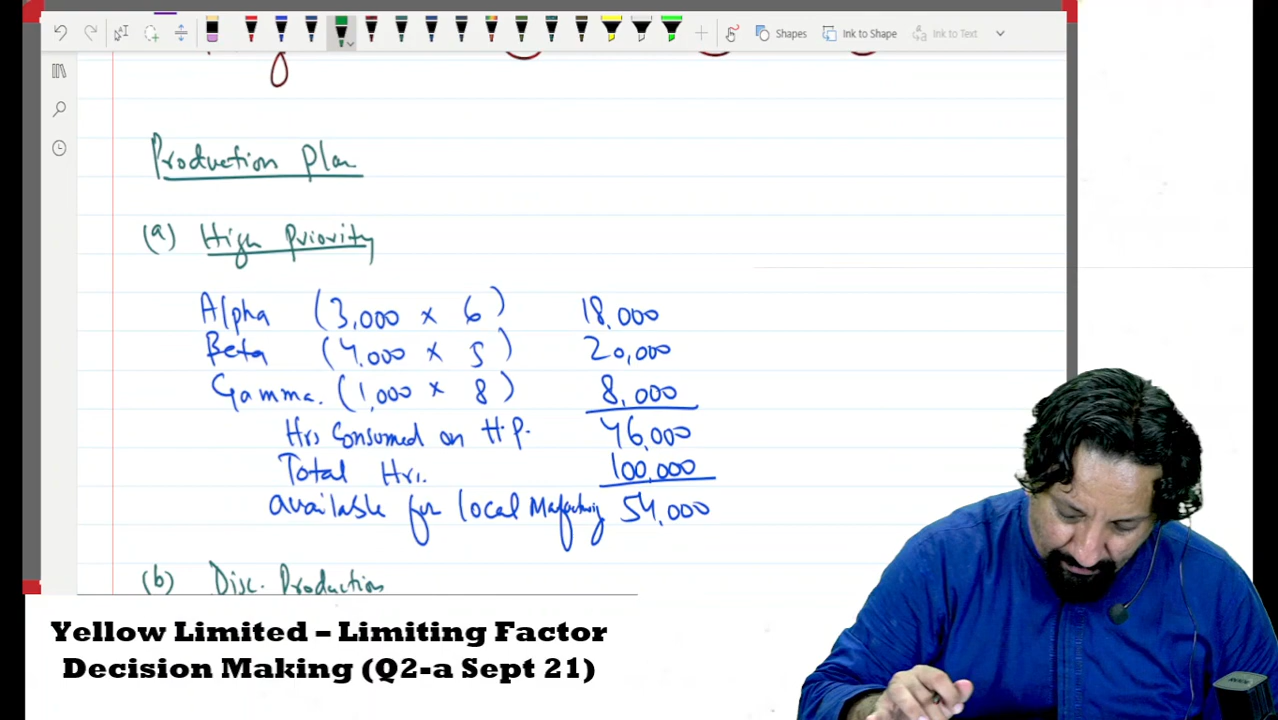 Shapes Ink to Shape Ink to Text
Production Plan
(a) High Priority
Alpha (3,000 × 6) 18,000
Beta (4,000 × 5) 20,000
Gamma. (1,000 × 8) 8,000
Hrs Consumed on H.P. 46,000
Total Hrs. 100,000
available for local 54,000
(b) Disc. Production
Yellow Limited – Limiting Factor
Decision Making (Q2-a Sept 21)